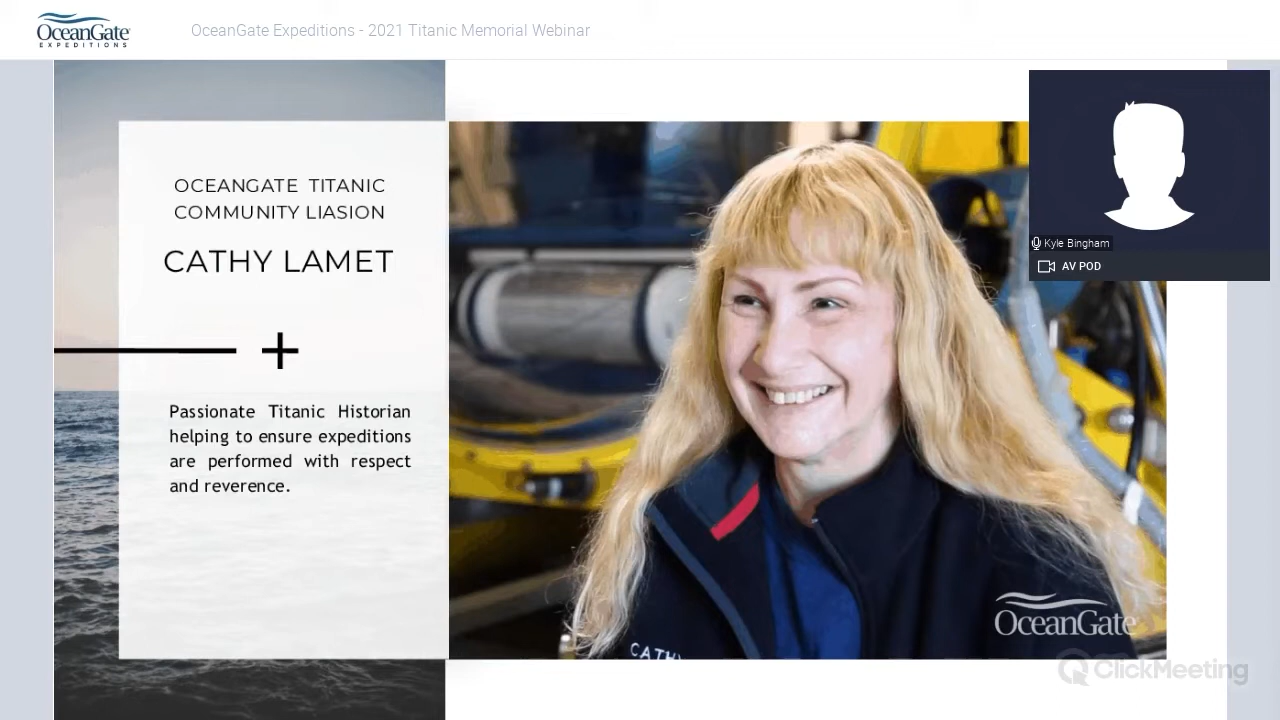 OceanGate
EXPEDITIONS
OceanGate Expeditions - 2021 Titanic Memorial Webinar
OCEANGATE TITANIC
COMMUNITY LIASION
CATHY LAMET
Passionate Titanic Historian
helping to ensure expeditions
are performed with respect
and reverence.
Kyle Bingham
AV POD
CATHY
OceanGate
ClickMeeting